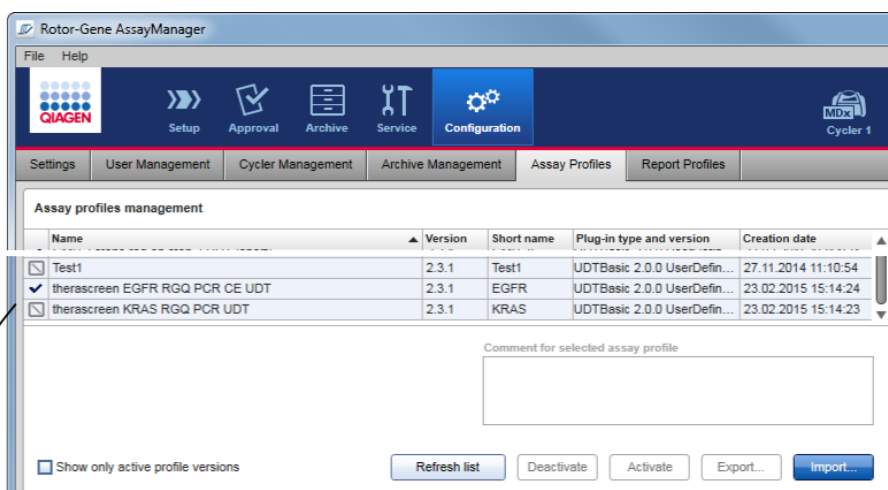 Rotor-Gene AssayManager
File Help
QIAGEN
Setup Approval Archive Service Configuration MDx Cycler 1
Settings User Management Cycler Management Archive Management Assay Profiles Report Profiles
Assay profiles management
Name Version Short name Plug-in type and version Creation date
Test1 2.3.1 Test1 UDTBasic 2.0.0 UserDefin... 27.11.2014 11:10:54
therascreen EGFR RGQ PCR CE UDT 2.3.1 EGFR UDTBasic 2.0.0 UserDefin... 23.02.2015 15:14:24
therascreen KRAS RGQ PCR UDT 2.3.1 KRAS UDTBasic 2.0.0 UserDefin... 23.02.2015 15:14:23
Comment for selected assay profile
Show only active profile versions Refresh list Deactivate Activate Export... Import...